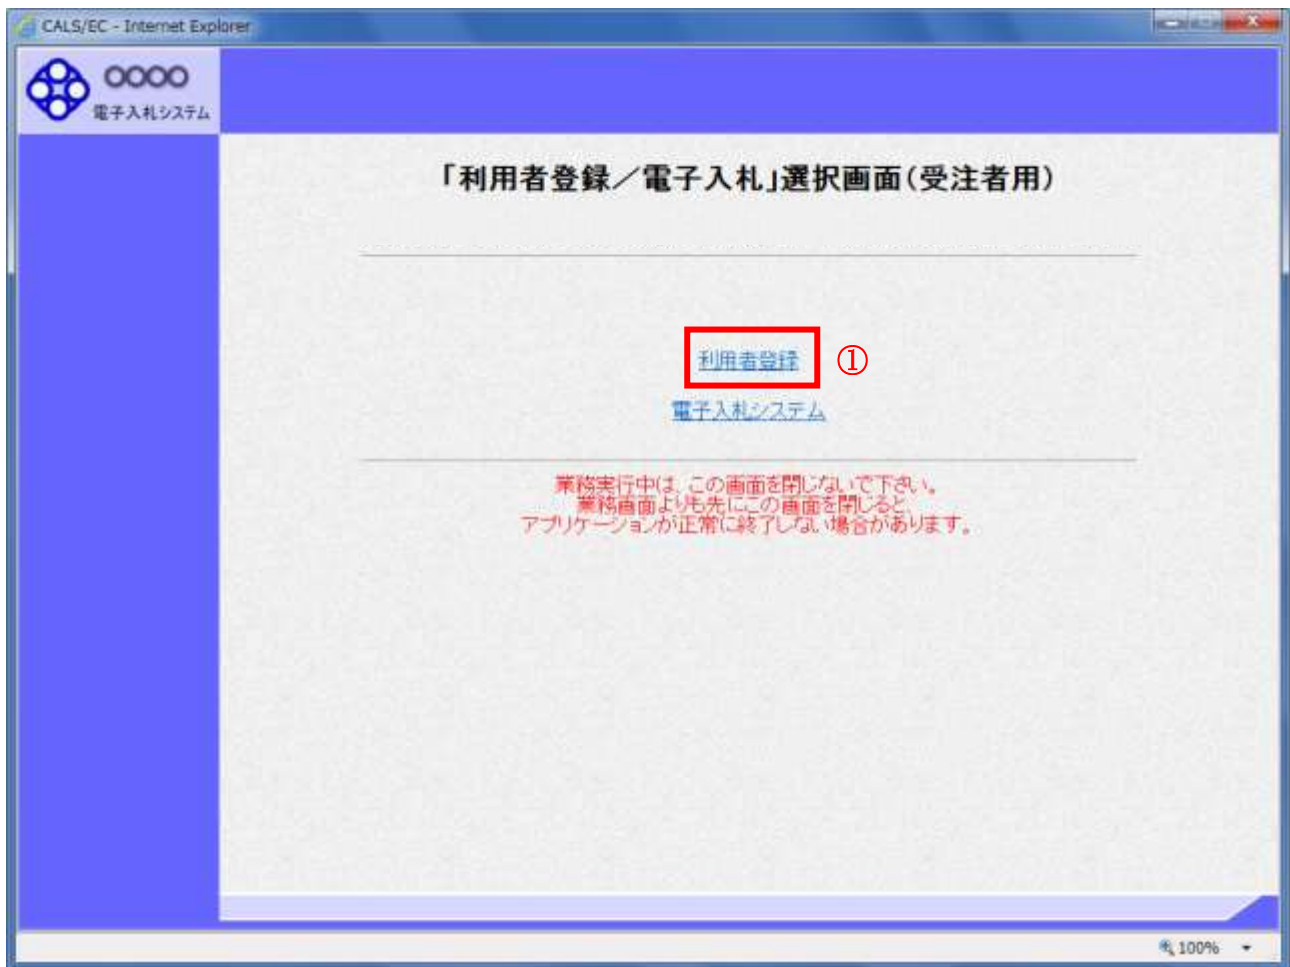 CALS/EC - Internet Explorer
○○○○
電子入札システム
「利用者登録／電子入札」選択画面（受注者用）
利用者登録 ①
電子入札システム
業務実行中は、この画面を閉じないで下さい。
業務画面よりも先にこの画面を閉じると、
アプリケーションが正常に終了しない場合があります。
100%